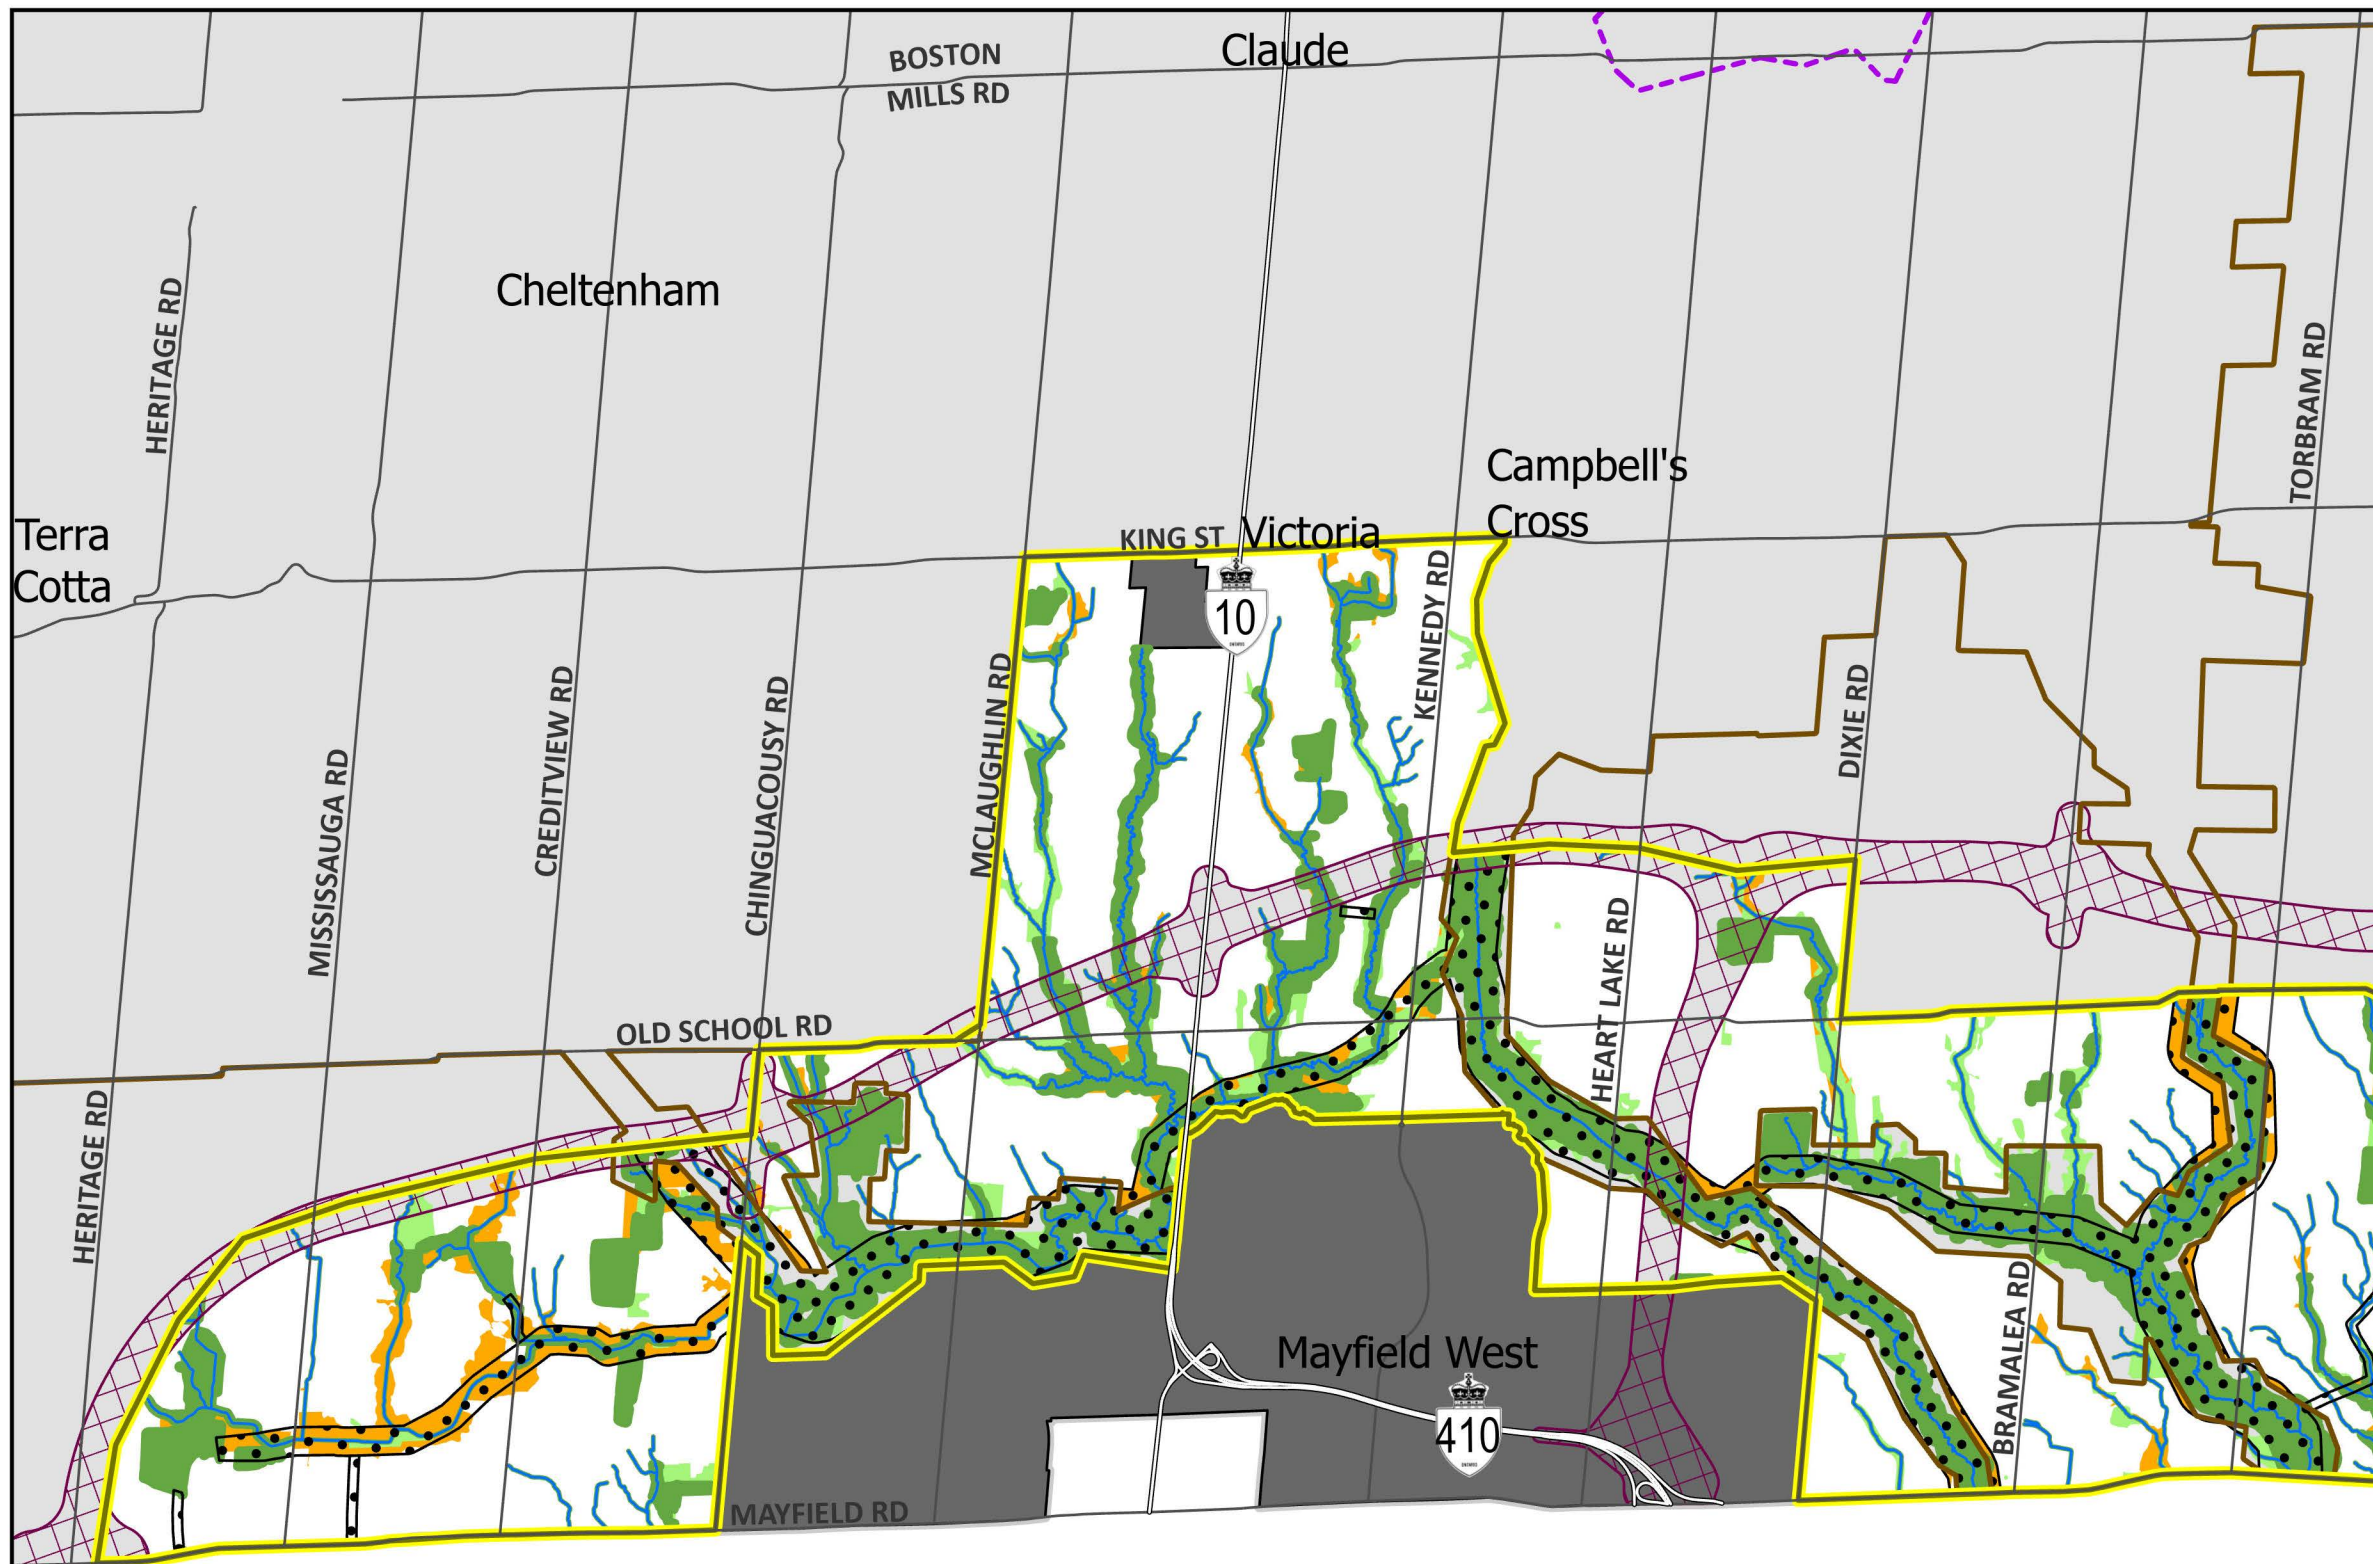 BOSTON
MILLS RD
Claude
Cheltenham
HERITAGE RD
TORBRAM RD
Campbell's
Cross
Terra
Cotta
KING ST
Victoria
10
KENNEDY RD
MCLAUGHLIN RD
CREDITVIEW RD
CHINGUACOUSY RD
DIXIE RD
MISSISSAUGA RD
HEART LAKE RD
OLD SCHOOL RD
HERITAGE RD
BRAMALEA RD
Mayfield West
410
MAYFIELD RD